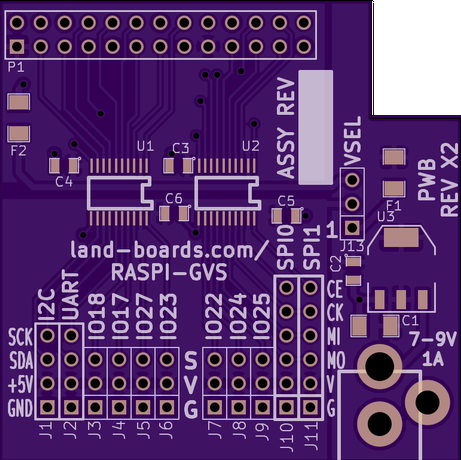 P1
F2
U1
C3
U2
ASSY REV
VSEL
C4
C6
C5
F1
PWB
REV X2
U3
1
J13
land-boards.com/
RASPI-GVS
C2
I2C
UART
IO18
IO17
IO27
IO23
IO22
IO24
IO25
SPI0
SPI1
CE
CK
C1
SCK
MI
7-9V
SDA
S
MO
1A
+5V
V
V
GND
G
G
J1
J2
J3
J4
J5
J6
J7
J8
J9
J10
J11